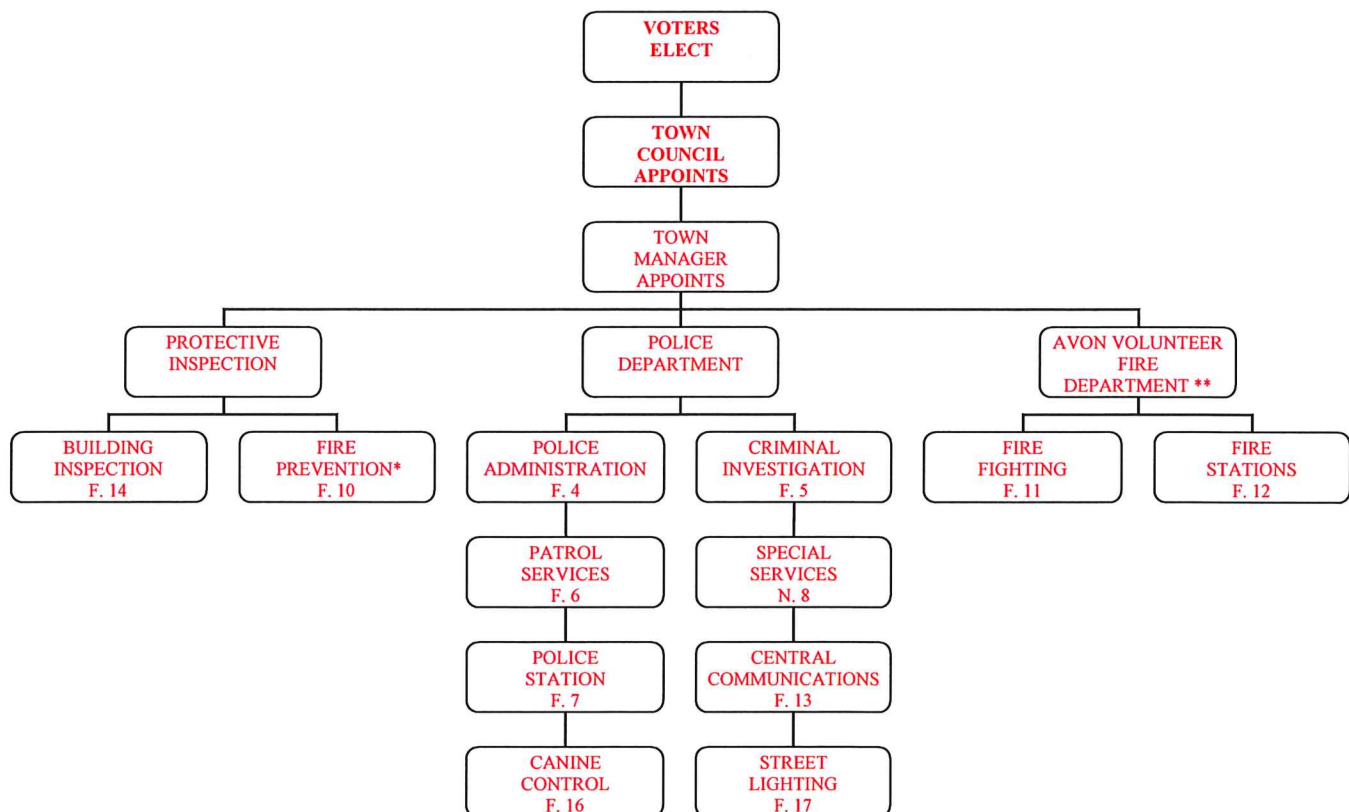 VOTERS
ELECT
TOWN
COUNCIL
APPOINTS
TOWN
MANAGER
APPOINTS
PROTECTIVE
INSPECTION
POLICE
DEPARTMENT
AVON VOLUNTEER
FIRE
DEPARTMENT **
BUILDING
INSPECTION
F. 14
FIRE
PREVENTION*
F. 10
POLICE
ADMINISTRATION
F. 4
CRIMINAL
INVESTIGATION
F. 5
FIRE
FIGHTING
F. 11
FIRE
STATIONS
F. 12
PATROL
SERVICES
F. 6
SPECIAL
SERVICES
N. 8
POLICE
STATION
F. 7
CENTRAL
COMMUNICATIONS
F. 13
CANINE
CONTROL
F. 16
STREET
LIGHTING
F. 17